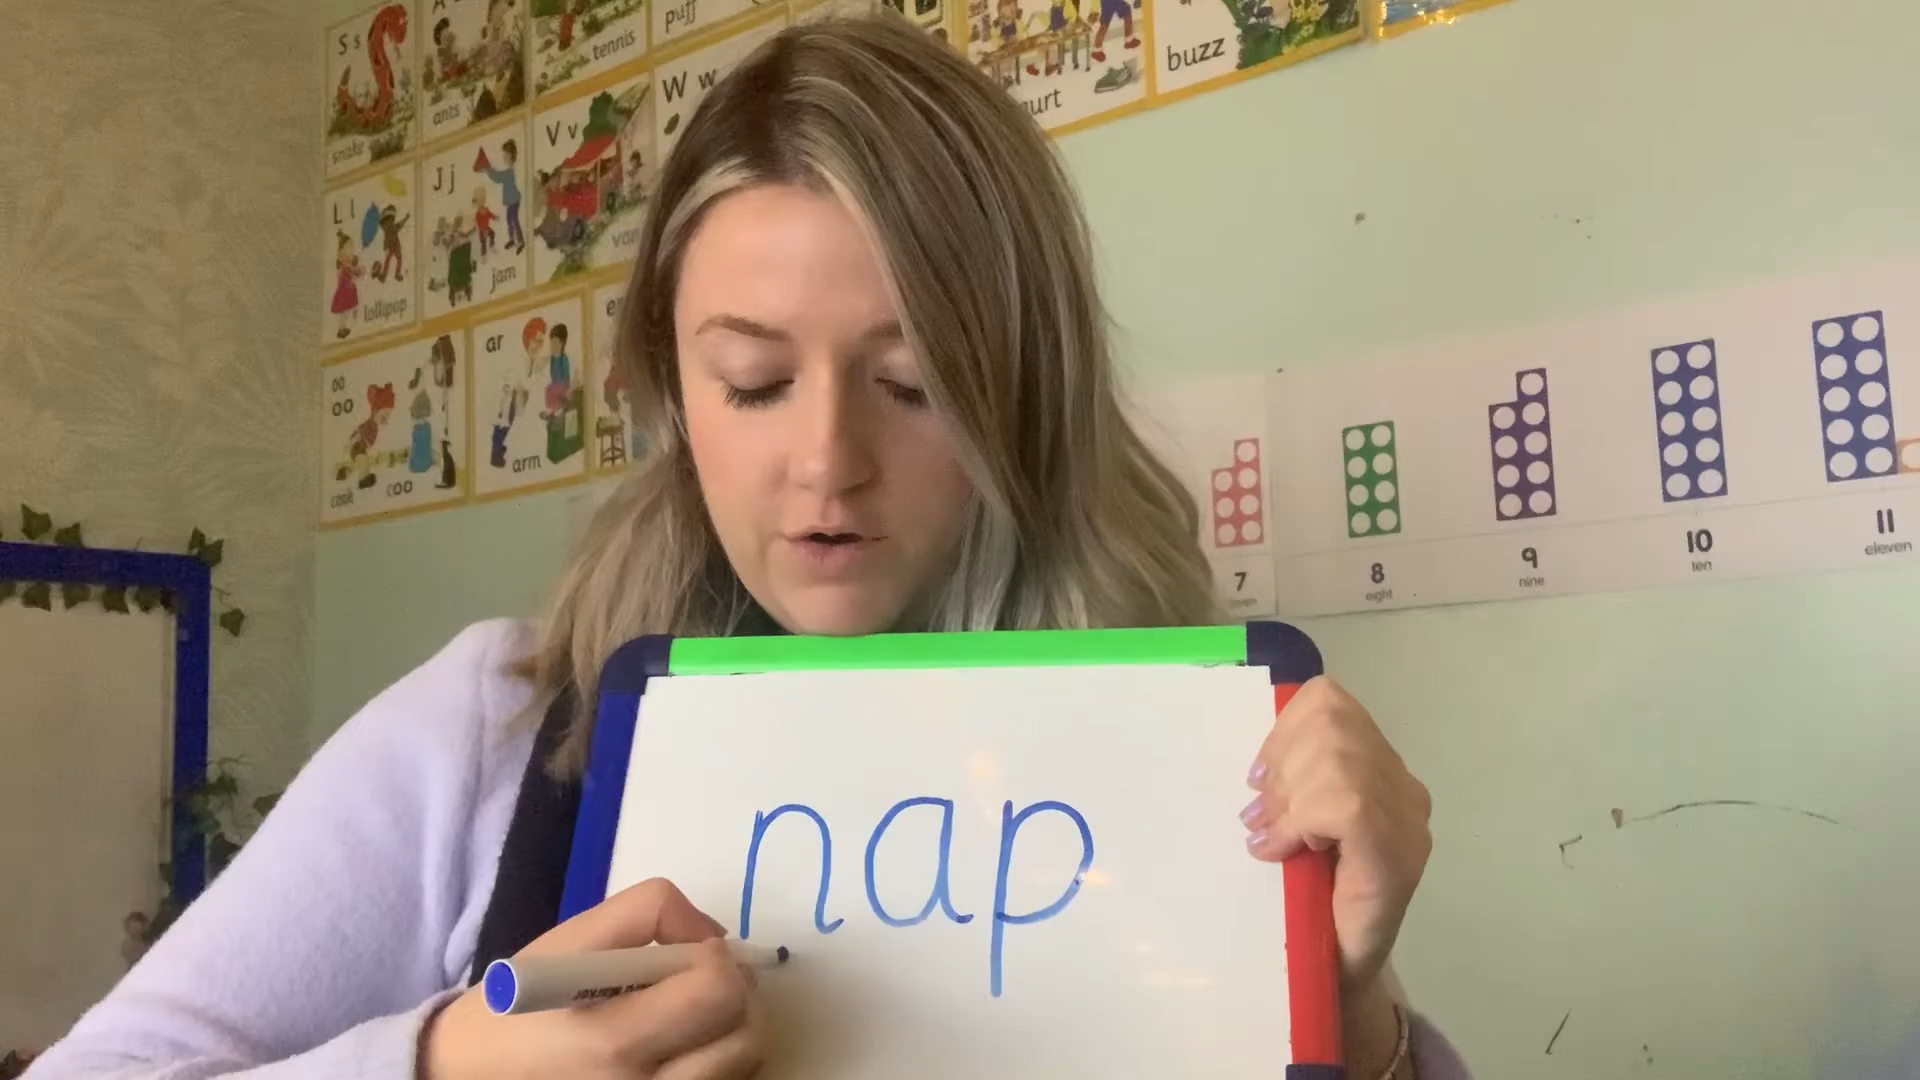 S s
snake
A
ants
tennis
puff
buzz
L l
lollipop
J j
jam
V v
van
W w
oo
oo
cook
coo
ar
arm
7
8
eight
9
nine
10
ten
11
eleven
nap